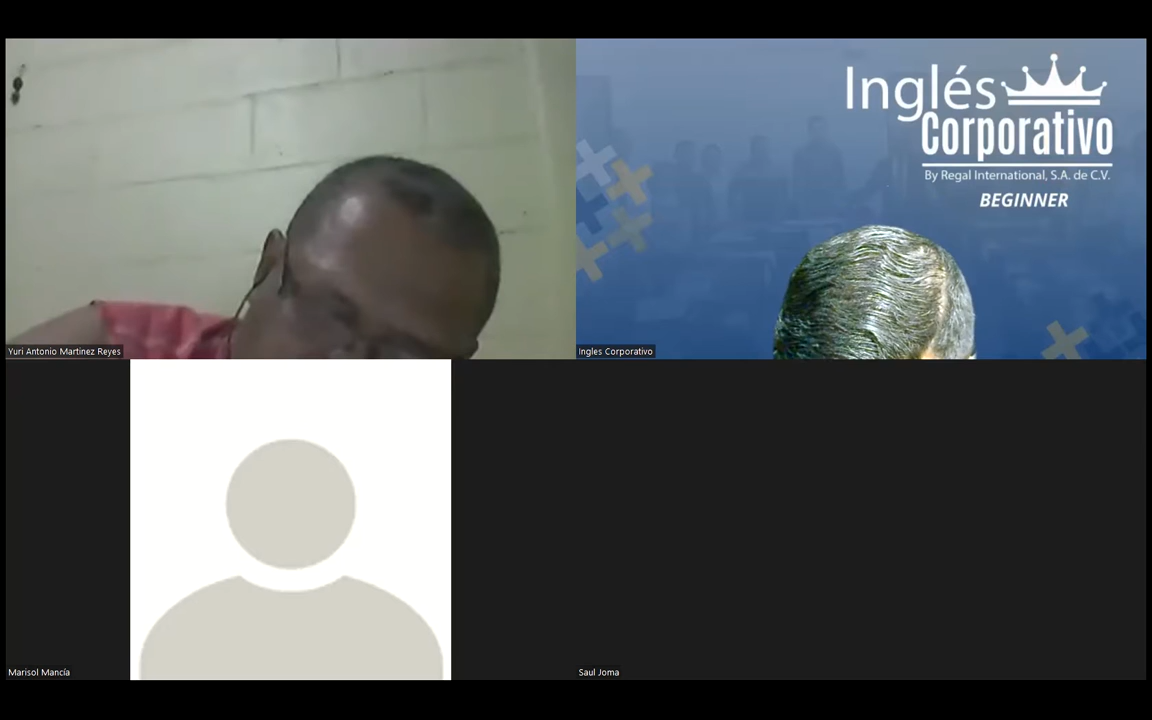 Inglés
Corporativo
By Regal International, S.A. de C.V.
BEGINNER
Yuri Antonio Martinez Reyes
Ingles Corporativo
Marisol Mancía
Saul Joma